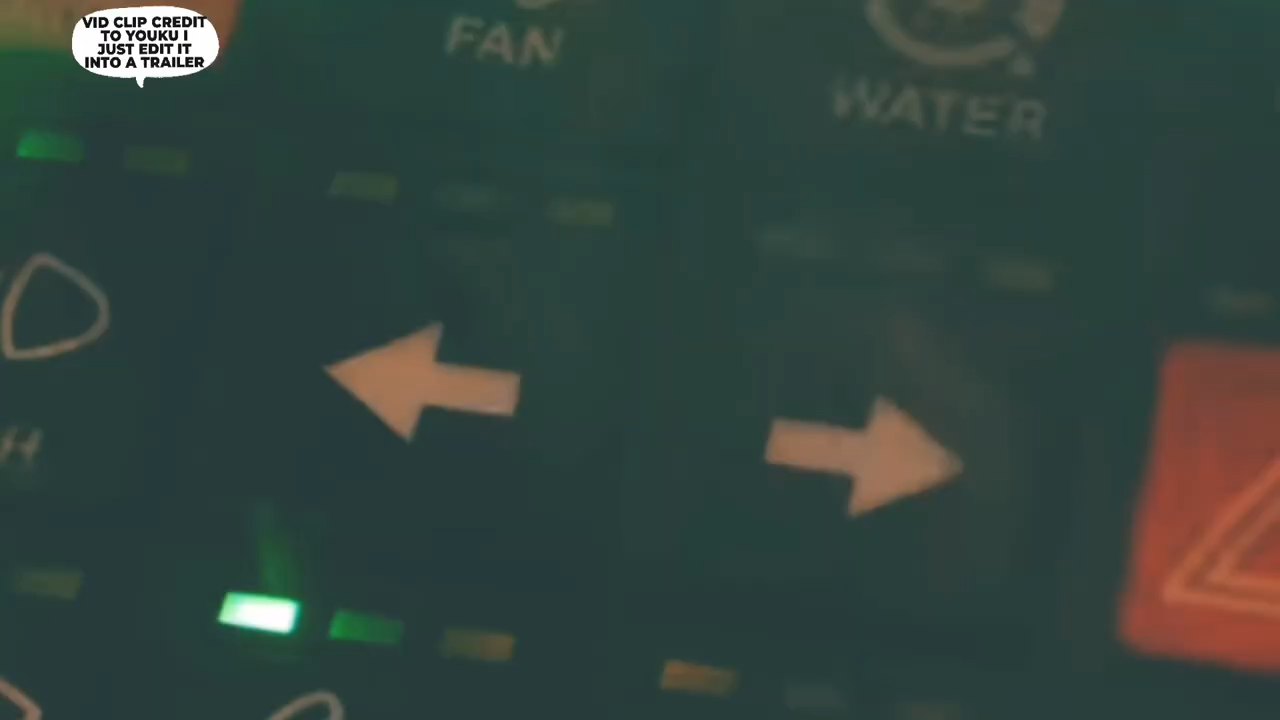 VID CLIP CREDIT
TO YOUKU I
JUST EDIT IT
INTO A TRAILER
FAN
WATER
H